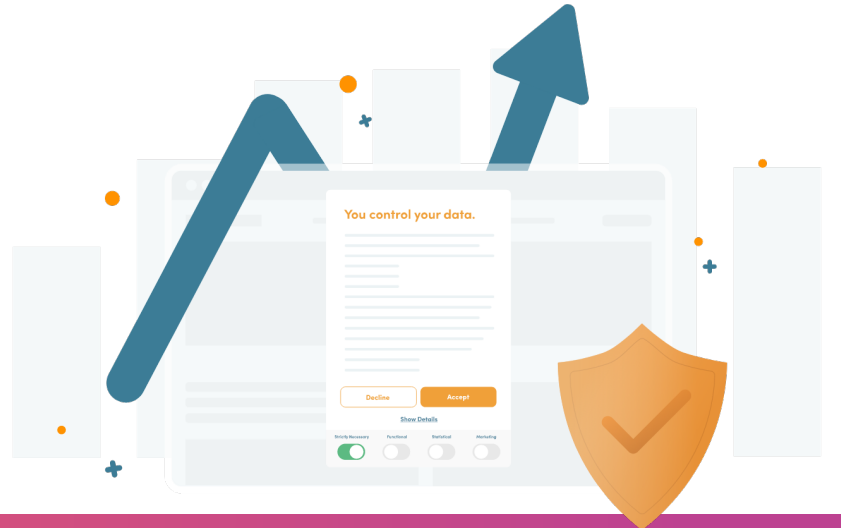 You control your data.
Decline Accept
Show Details
Strictly Necessary Functional Statistical Marketing